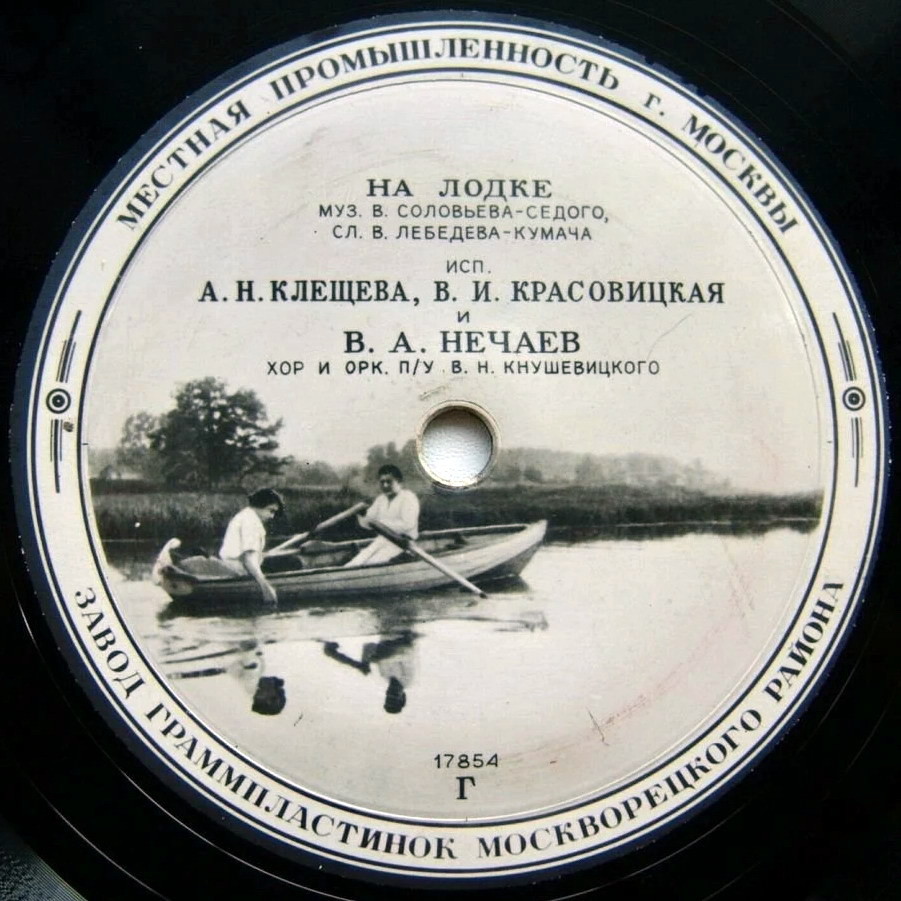 МЕСТНАЯ ПРОМЫШЛЕННОСТЬ г. МОСКВЫ
НА ЛОДКЕ
МУЗ. В. СОЛОВЬЕВА-СЕДОГО,
СЛ. В. ЛЕБЕДЕВА-КУМАЧА
ИСП.
А. Н. КЛЕЩЕВА, В. И. КРАСОВИЦКАЯ
И
В. А. НЕЧАЕВ
ХОР И ОРК. П/У В. Н. КНУШЕВИЦКОГО
17854
Г
ЗАВОД ГРАММПЛАСТИНОК МОСКВОРЕЦКОГО РАЙОНА